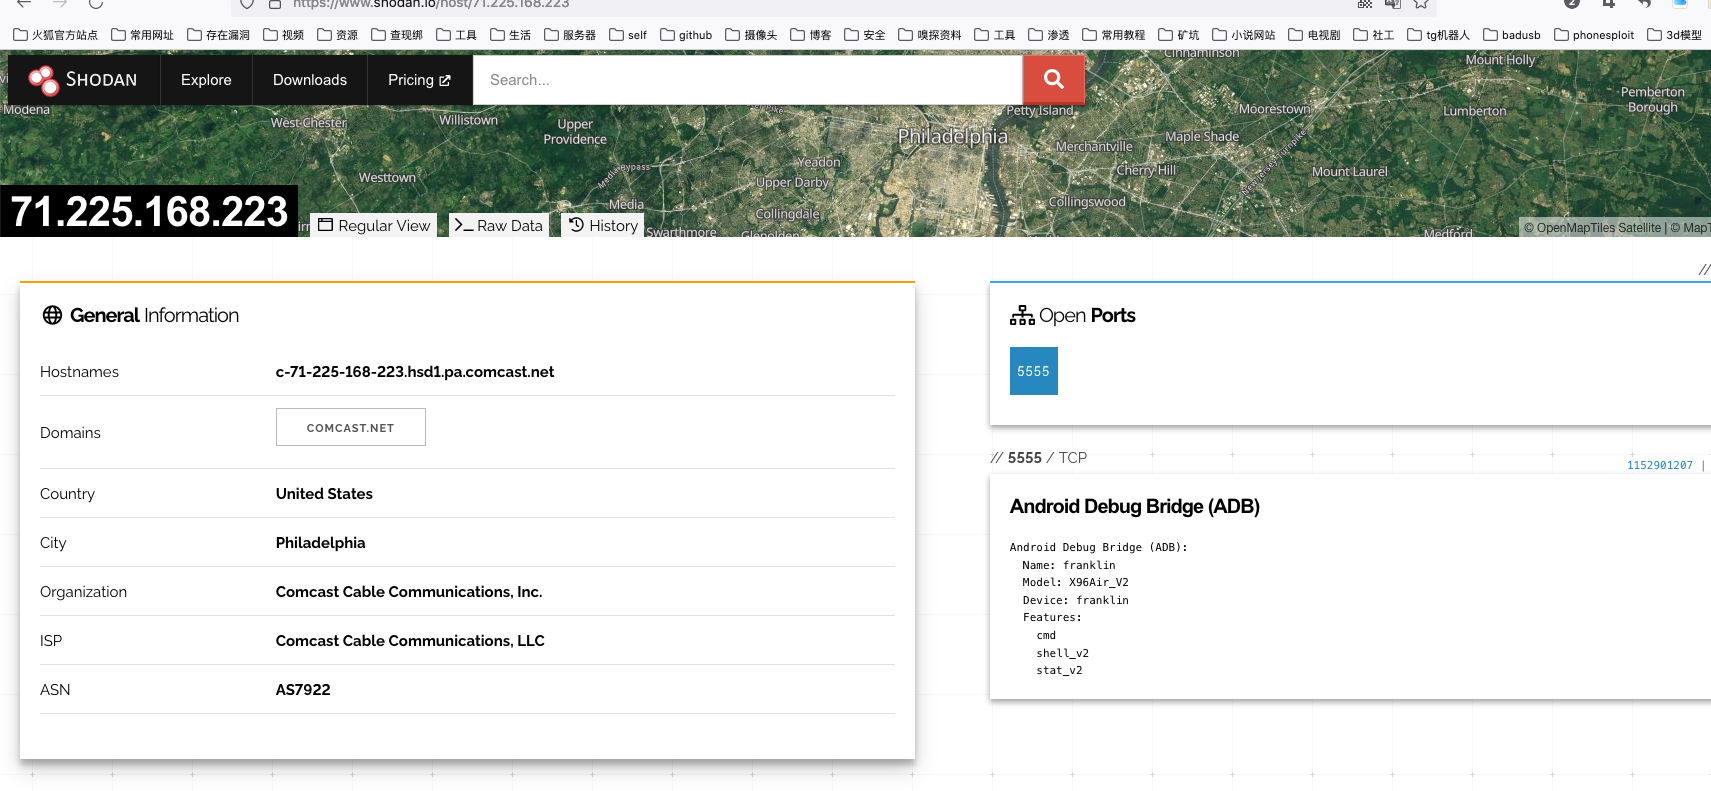 https://www.shodan.io/host/71.225.168.223
火狐官方站点 常用网址 存在漏洞 视频 资源 查现绑 工具 生活 服务器 self github 摄像头 博客 安全 嗅探资料 工具 渗透 常用教程 矿坑 小说网站 电视剧 社工 tg机器人 badusb phonesploit 3d模型
SHODAN Explore Downloads Pricing Search...
Cinnaminson
Mount Holly
Modena
West Chester
Willistown
Upper Providence
Petty Island
Philadelphia
Moorestown
Lumberton
Pemberton Borough
Maple Shade
Merchantville
Yeadon
Cherry Hill
Mount Laurel
Media Bypass
New Jersey Turnpike
Westtown
Upper Darby
Media
Collingdale
Collingswood
Swarthmore
Glenolden
Medford
71.225.168.223
Regular View Raw Data History
© OpenMapTiles Satellite | © MapT
//
General Information
Hostnames c-71-225-168-223.hsd1.pa.comcast.net
Domains COMCAST.NET
Country United States
City Philadelphia
Organization Comcast Cable Communications, Inc.
ISP Comcast Cable Communications, LLC
ASN AS7922
Open Ports
5555
// 5555 / TCP
1152901207 |
Android Debug Bridge (ADB)
Android Debug Bridge (ADB):
Name: franklin
Model: X96Air_V2
Device: franklin
Features:
cmd
shell_v2
stat_v2